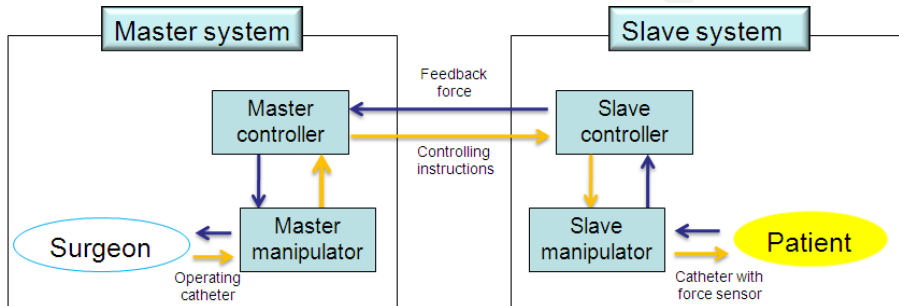 Master system
Slave system
Feedback
force
Master
controller
Slave
controller
Controlling
instructions
Surgeon
Master
manipulator
Slave
manipulator
Patient
Operating
catheter
Catheter with
force sensor